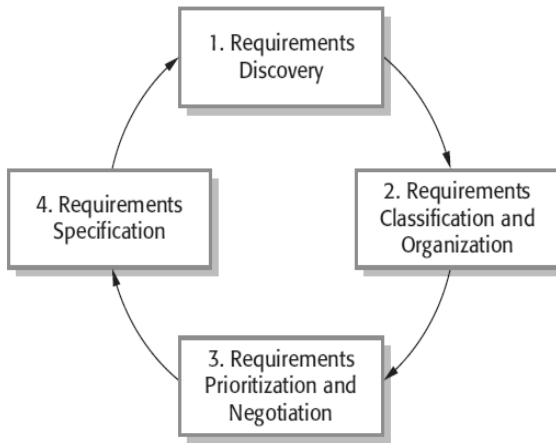 1. Requirements
Discovery
2. Requirements
Classification and
Organization
3. Requirements
Prioritization and
Negotiation
4. Requirements
Specification